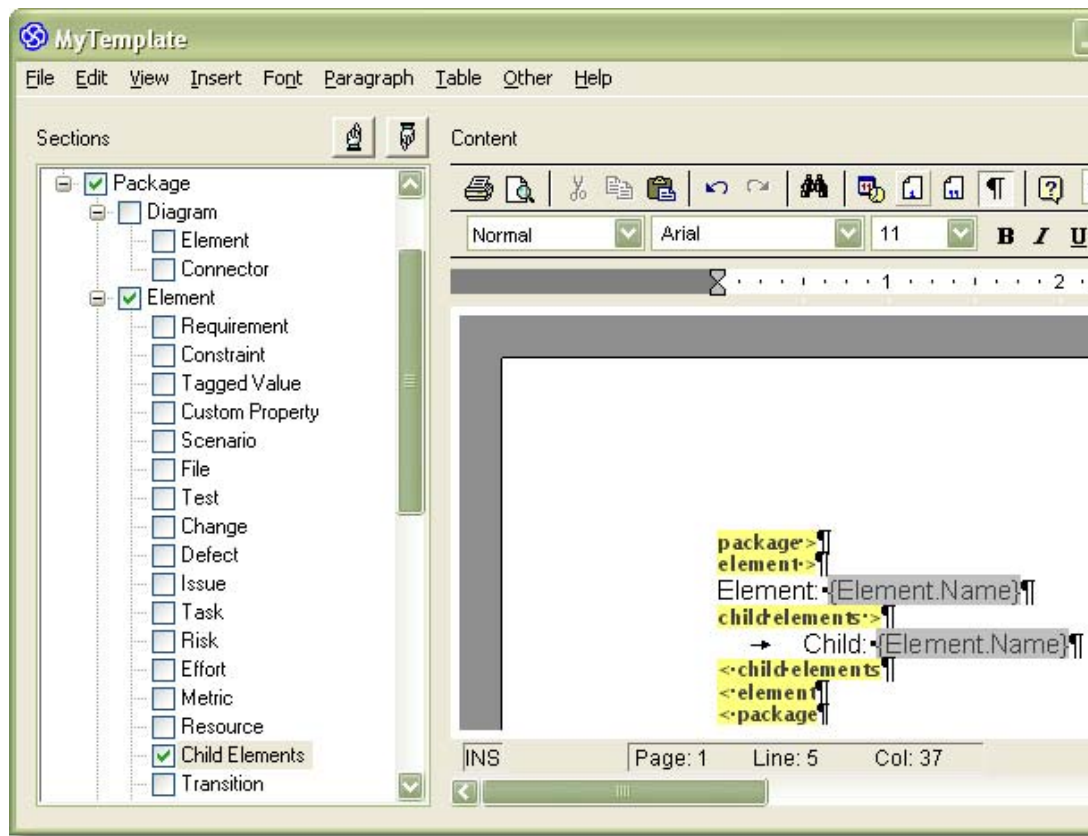 MyTemplate
File Edit View Insert Font Paragraph Table Other Help
Sections
Package
Diagram
Element
Connector
Element
Requirement
Constraint
Tagged Value
Custom Property
Scenario
File
Test
Change
Defect
Issue
Task
Risk
Effort
Metric
Resource
Child Elements
Transition
Content
Normal Arial 11 B I U
1 2
package >¶
element >¶
Element: {Element.Name}¶
child elements >¶
→ Child: {Element.Name}¶
< child elements¶
< element¶
< package¶
INS Page: 1 Line: 5 Col: 37